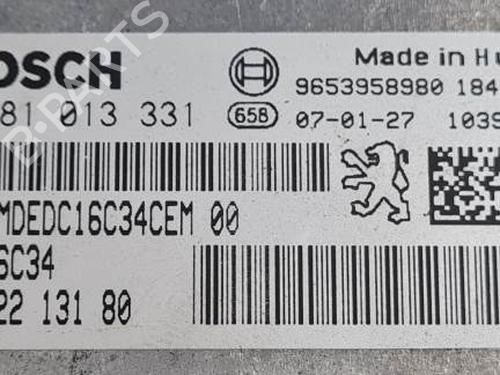 OSCH
Made in Hu
9653958980 184
81 013 331
658
07-01-27 1039
MDEDC16C34CEM 00
6C34
22 131 80
B-PARTS